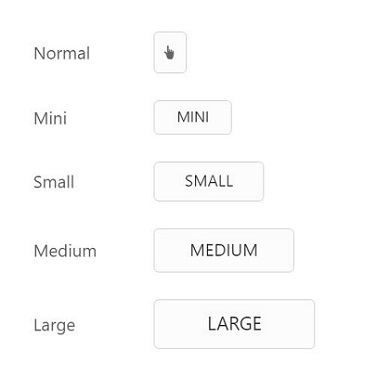 Normal
Mini MINI
Small SMALL
Medium MEDIUM
Large LARGE